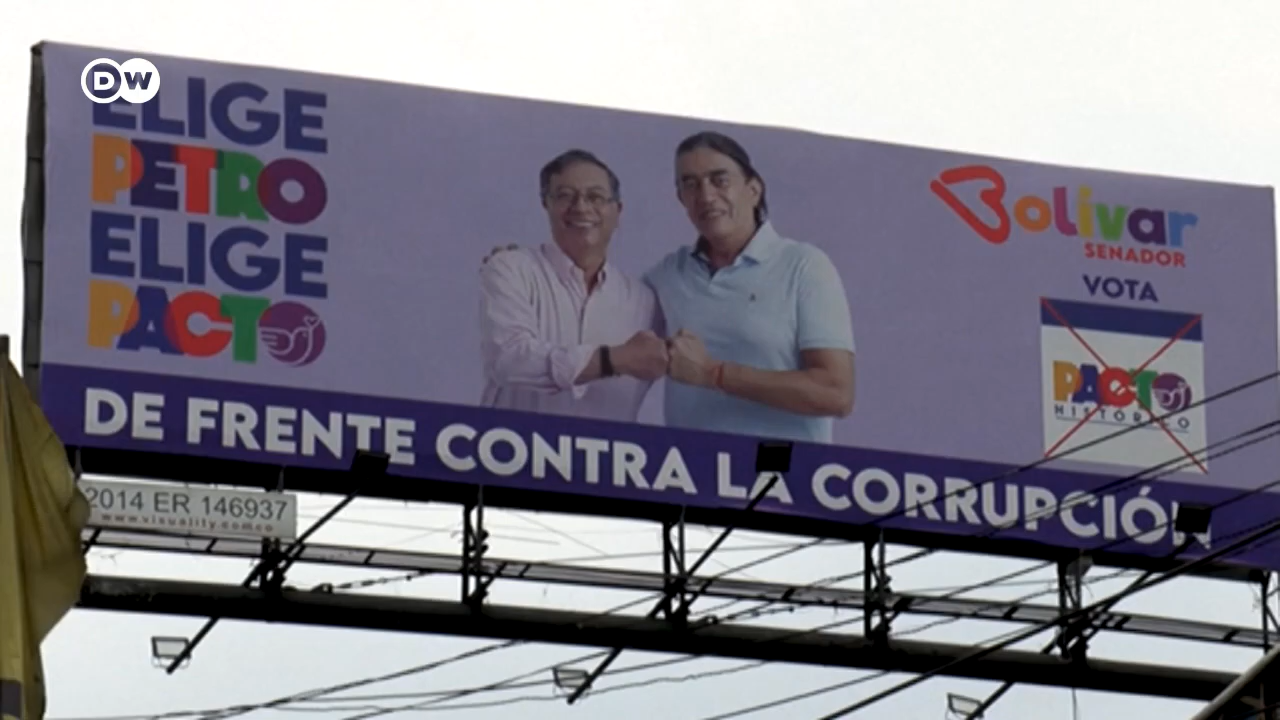 DW
ELIGE
PETRO
ELIGE
PACTO
Bolívar
SENADOR
VOTA
PACTO
HISTÓRICO
DE FRENTE CONTRA LA CORRUPCIÓN
2014 ER 146937
www.visuality.com.co